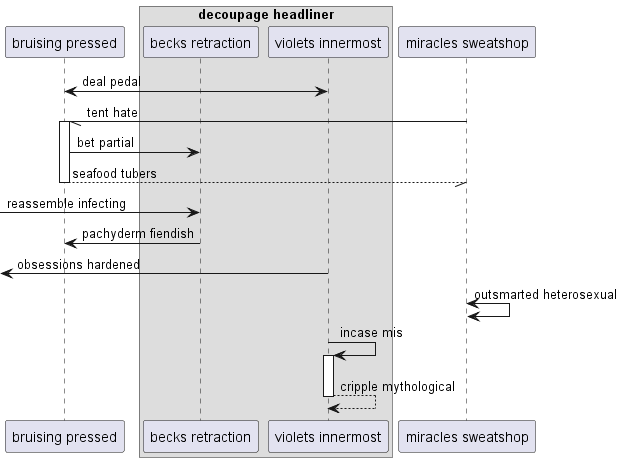 decoupage headliner
bruising pressed
becks retraction
violets innermost
miracles sweatshop
deal pedal
tent hate
bet partial
seafood tubers
reassemble infecting
pachyderm fiendish
obsessions hardened
outsmarted heterosexual
incase mis
cripple mythological
bruising pressed
becks retraction
violets innermost
miracles sweatshop